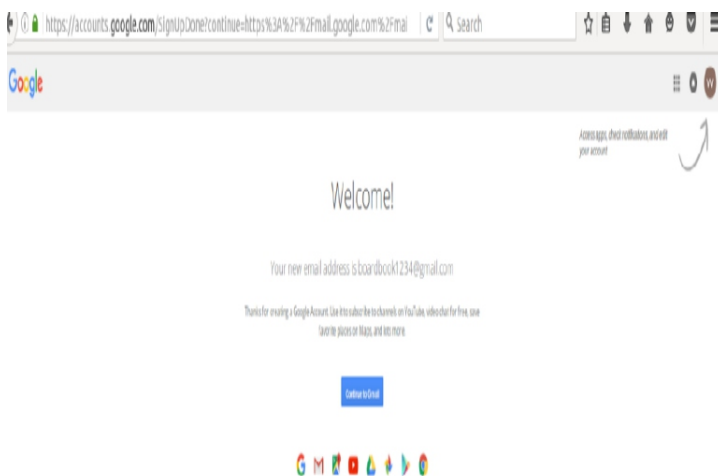 https://accounts.google.com/SignUpDone?continue=https%3A%2F%2Fmail.google.com%2Fmai
Search
Google
W
Access apps, check notifications, and edit
your account
Welcome!
Your new email address is boardbook1234@gmail.com
Thanks for creating a Google Account. Use it to subscribe to channels on YouTube, video chat for free, save
favorite places on Maps, and lots more.
Continue to Gmail